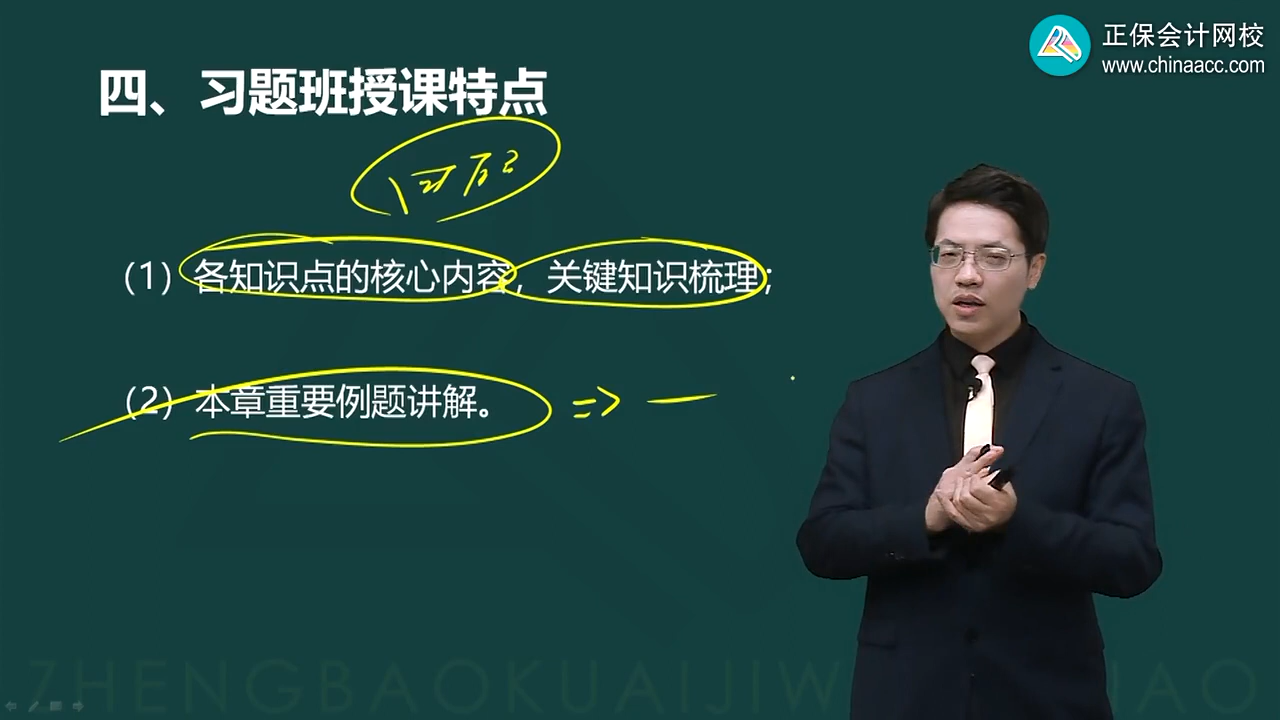 正保会计网校
www.chinaacc.com
四、习题班授课特点
（1）各知识点的核心内容，关键知识梳理；
（2）本章重要例题讲解。
ZHENGBAOKUAIJIW
AO